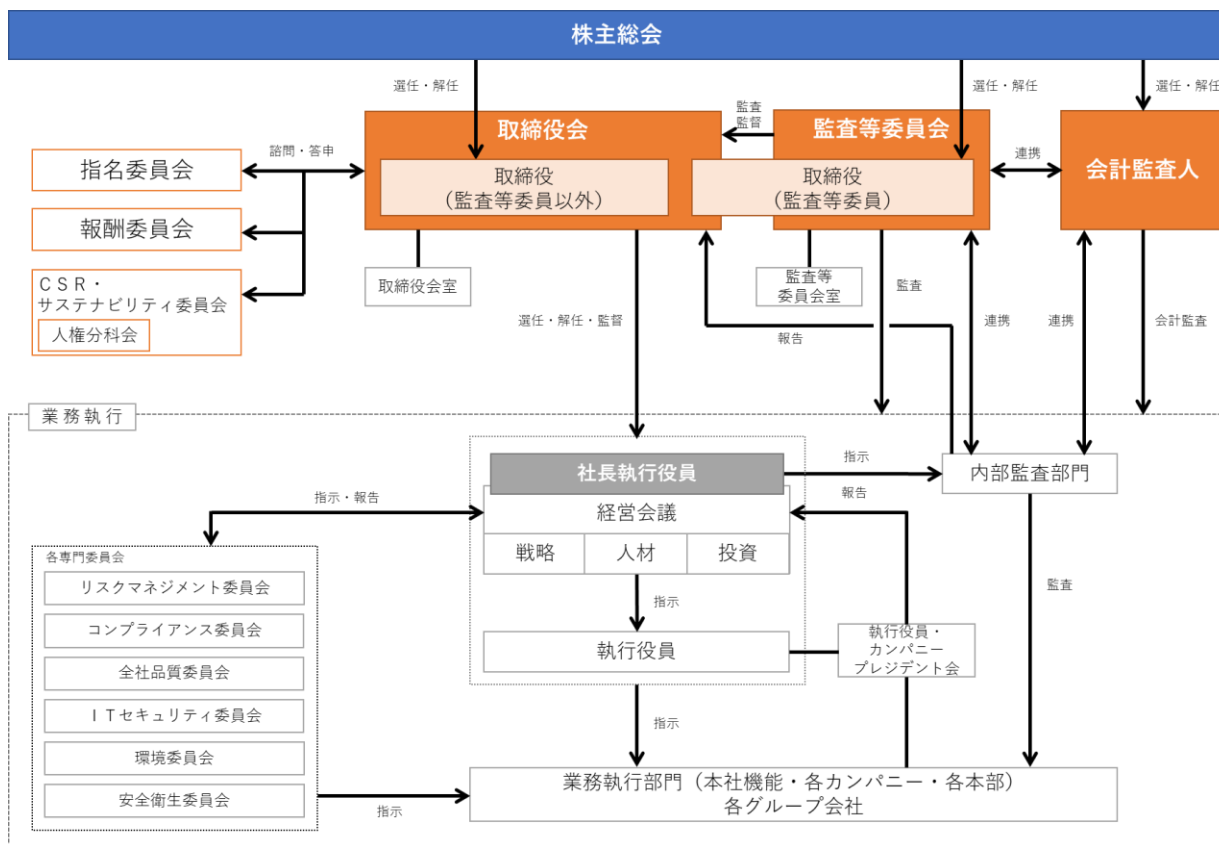 株主総会
選任・解任
選任・解任
選任・解任
取締役会
監査
監督
監査等委員会
会計監査人
諮問・答申
連携
指名委員会
取締役
(監査等委員以外)
取締役
(監査等委員)
報酬委員会
CSR・
サステナビリティ委員会
人権分科会
取締役会室
監査等
委員会室
監査
選任・解任・監督
報告
連携
連携
会計監査
業務執行
社長執行役員
指示
内部監査部門
指示・報告
経営会議
報告
戦略
人材
投資
各専門委員会
リスクマネジメント委員会
コンプライアンス委員会
全社品質委員会
ITセキュリティ委員会
環境委員会
安全衛生委員会
指示
監査
執行役員
執行役員・
カンパニー
プレジデント会
指示
指示
業務執行部門(本社機能・各カンパニー・各本部)
各グループ会社